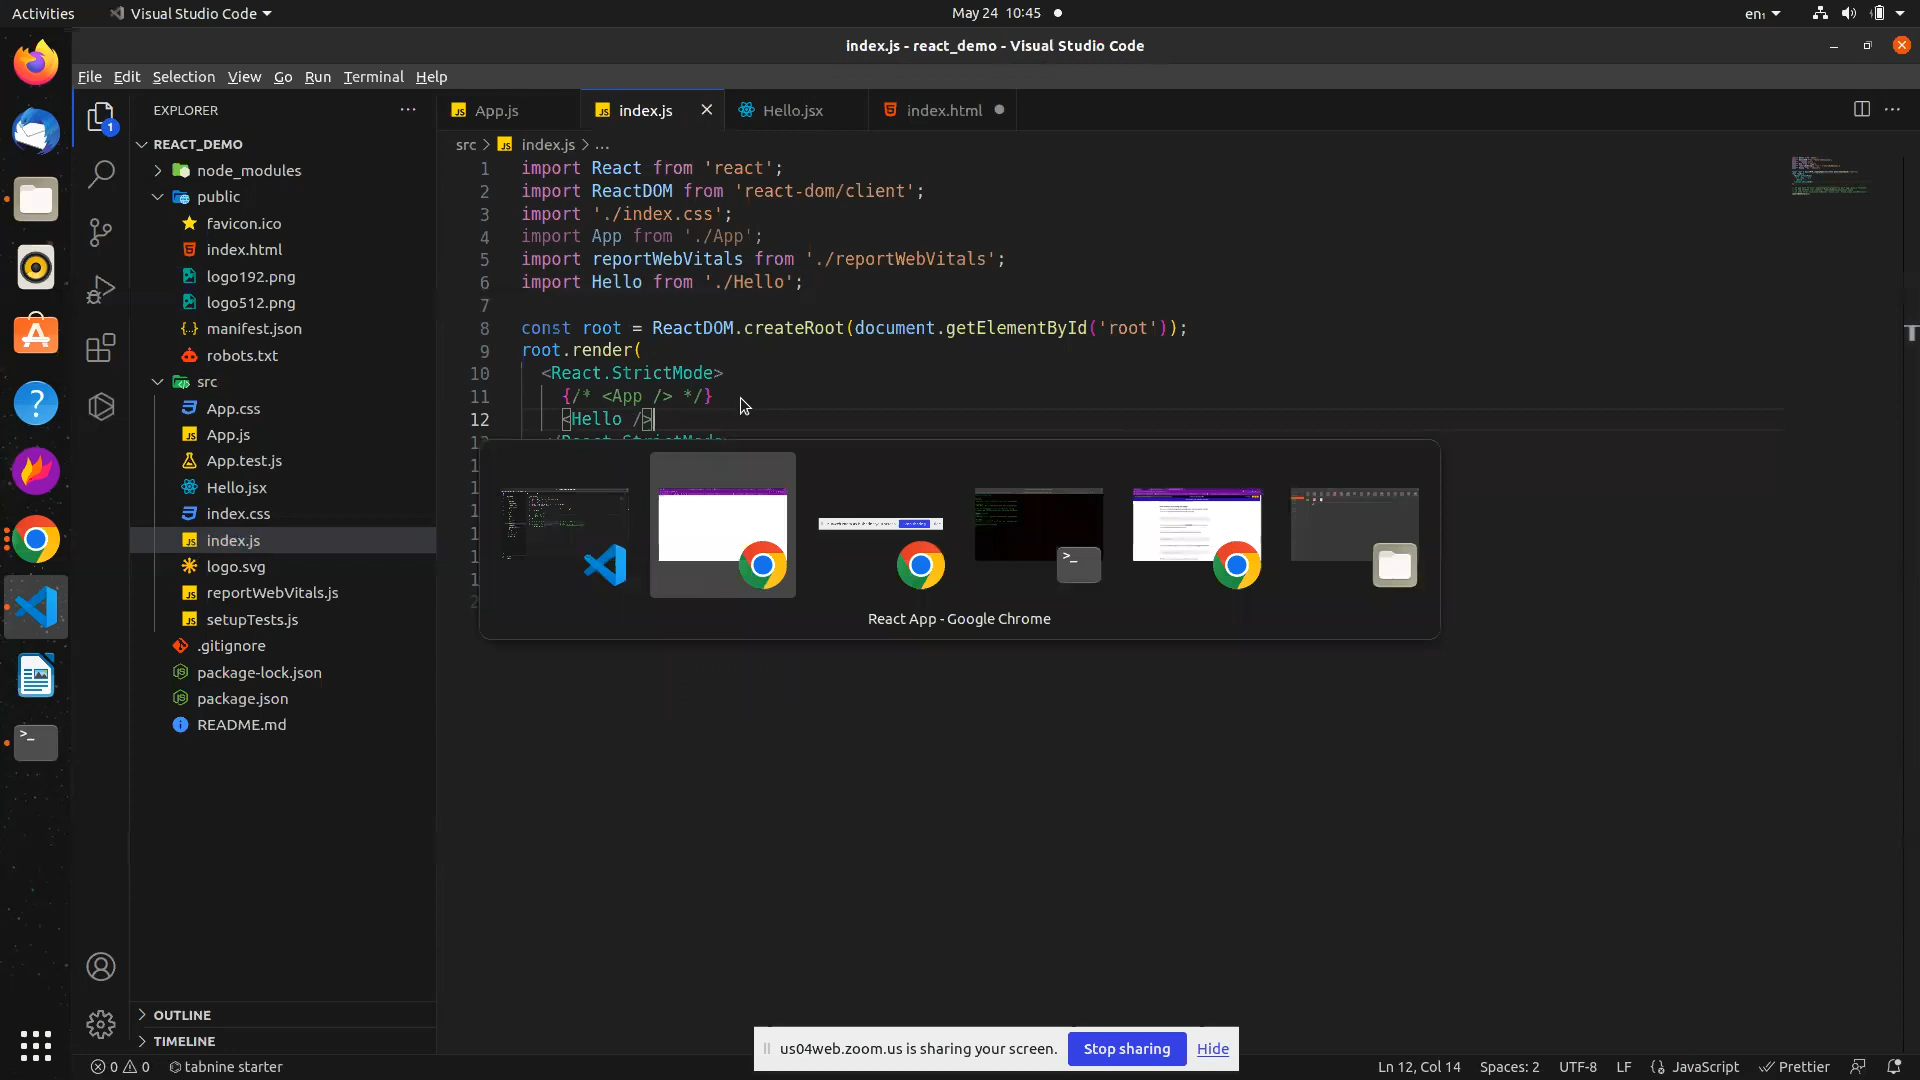 Activities
Visual Studio Code
May 24 10:45
en₁
index.js - react_demo - Visual Studio Code
File Edit Selection View Go Run Terminal Help
EXPLORER
App.js
index.js
Hello.jsx
index.html
1
REACT_DEMO
node_modules
public
favicon.ico
index.html
logo192.png
logo512.png
manifest.json
robots.txt
src
App.css
App.js
App.test.js
Hello.jsx
index.css
index.js
logo.svg
reportWebVitals.js
setupTests.js
.gitignore
package-lock.json
package.json
README.md
OUTLINE
TIMELINE
src > index.js > ...
1 import React from 'react';
2 import ReactDOM from 'react-dom/client';
3 import './index.css';
4 import App from './App';
5 import reportWebVitals from './reportWebVitals';
6 import Hello from './Hello';
7
8 const root = ReactDOM.createRoot(document.getElementById('root'));
9 root.render(
10 <React.StrictMode>
11 {/* <App /> */}
12 <Hello />
React App - Google Chrome
us04web.zoom.us is sharing your screen.
Stop sharing
Hide
0 0
tabnine starter
Ln 12, Col 14
Spaces: 2
UTF-8
LF
JavaScript
Prettier